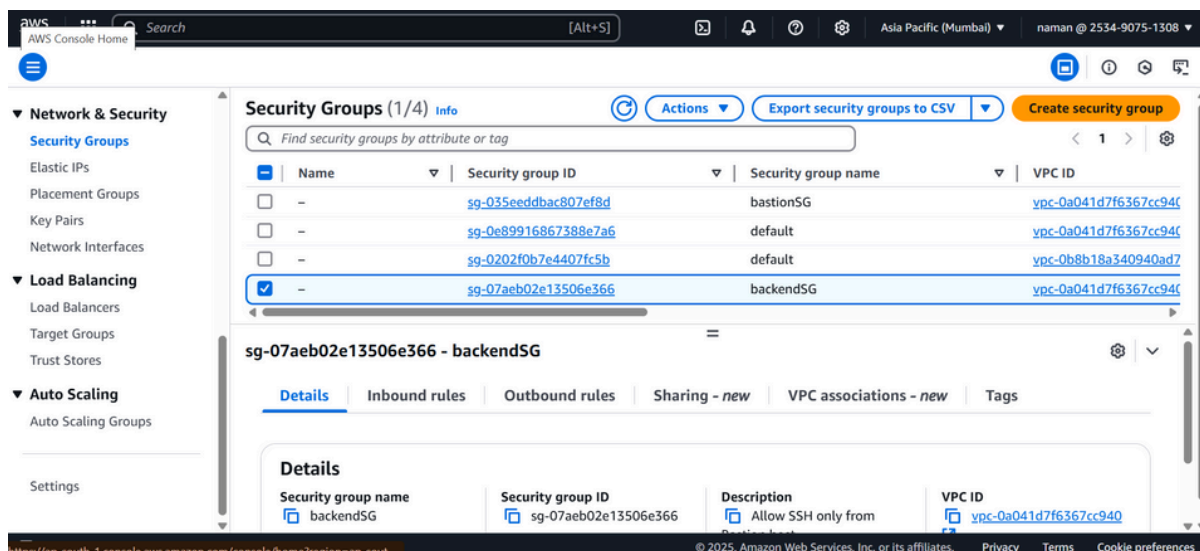 aws
Search [Alt+S] Asia Pacific (Mumbai) ▼ naman @ 2534-9075-1308 ▼
AWS Console Home
▼ Network & Security
Security Groups
Elastic IPs
Placement Groups
Key Pairs
Network Interfaces
▼ Load Balancing
Load Balancers
Target Groups
Trust Stores
▼ Auto Scaling
Auto Scaling Groups
Settings
Security Groups (1/4) Info Actions ▼ Export security groups to CSV ▼ Create security group
Find security groups by attribute or tag < 1 >
Name Security group ID Security group name VPC ID
– sg-035eeddbac807ef8d bastionSG vpc-0a041d7f6367cc940
– sg-0e89916867388e7a6 default vpc-0a041d7f6367cc940
– sg-0202f0b7e4407fc5b default vpc-0b8b18a340940ad7
– sg-07aeb02e13506e366 backendSG vpc-0a041d7f6367cc940
sg-07aeb02e13506e366 - backendSG
Details Inbound rules Outbound rules Sharing - new VPC associations - new Tags
Details
Security group name Security group ID Description VPC ID
backendSG sg-07aeb02e13506e366 Allow SSH only from vpc-0a041d7f6367cc940
© 2025, Amazon Web Services, Inc. or its affiliates. Privacy Terms Cookie preferences